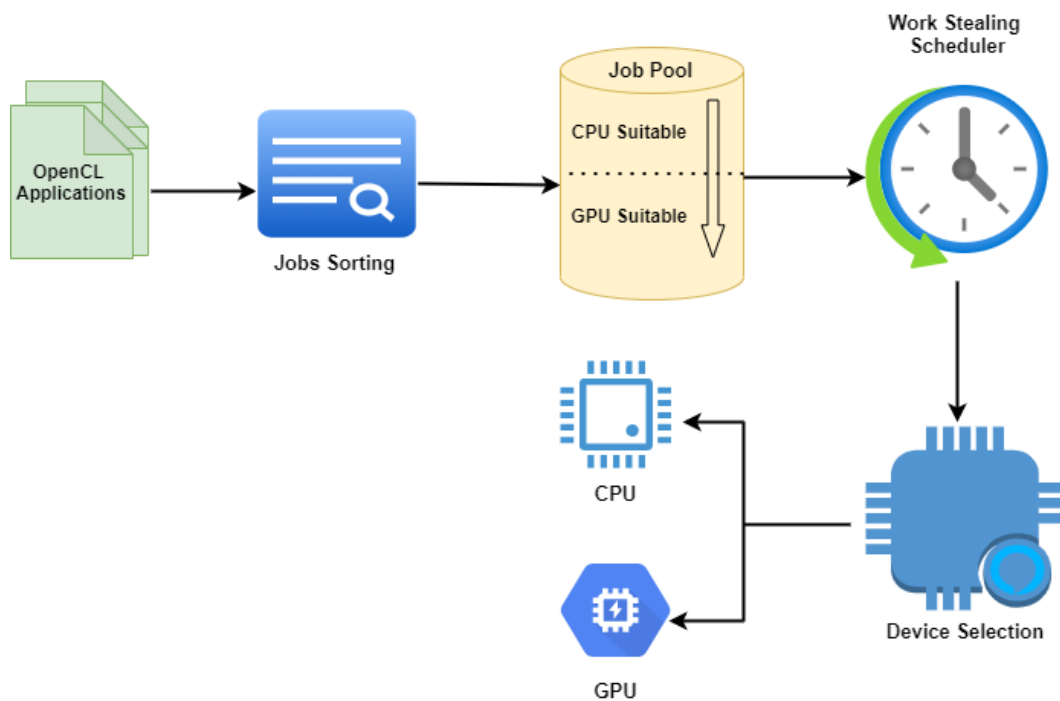 Work Stealing
Scheduler
Job Pool
OpenCL
Applications
CPU Suitable
GPU Suitable
Jobs Sorting
CPU
Device Selection
GPU